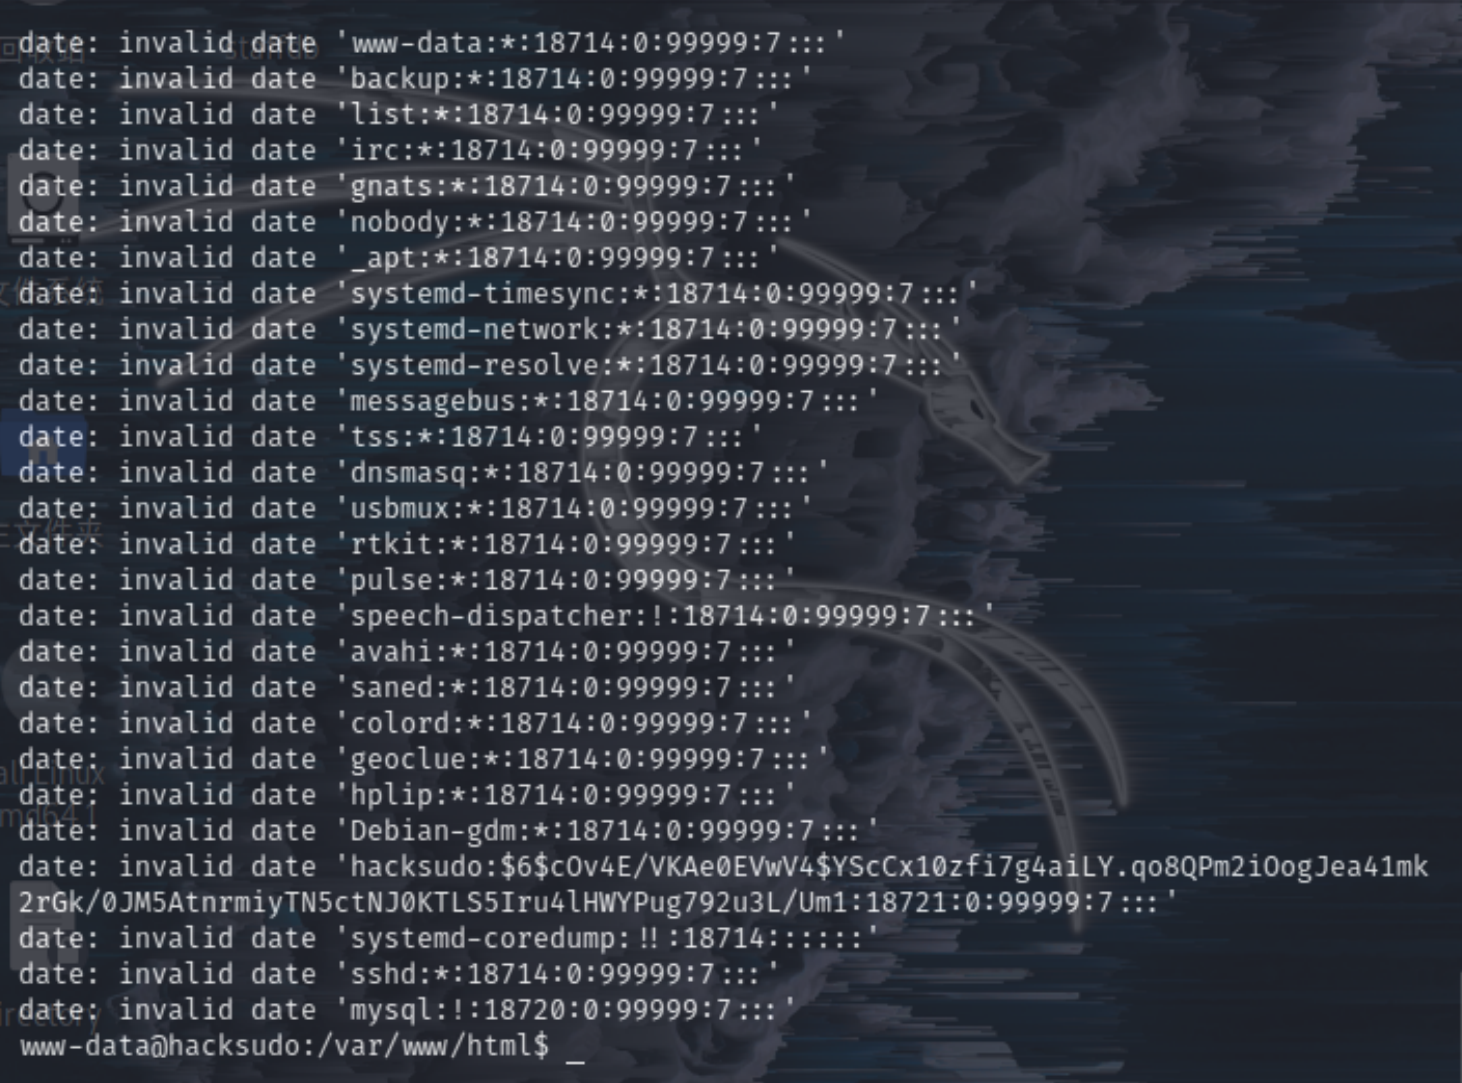 date: invalid date 'www-data:*:18714:0:99999:7:::'
date: invalid date 'backup:*:18714:0:99999:7:::'
date: invalid date 'list:*:18714:0:99999:7:::'
date: invalid date 'irc:*:18714:0:99999:7:::'
date: invalid date 'gnats:*:18714:0:99999:7:::'
date: invalid date 'nobody:*:18714:0:99999:7:::'
date: invalid date '_apt:*:18714:0:99999:7:::'
date: invalid date 'systemd-timesync:*:18714:0:99999:7:::'
date: invalid date 'systemd-network:*:18714:0:99999:7:::'
date: invalid date 'systemd-resolve:*:18714:0:99999:7:::'
date: invalid date 'messagebus:*:18714:0:99999:7:::'
date: invalid date 'tss:*:18714:0:99999:7:::'
date: invalid date 'dnsmasq:*:18714:0:99999:7:::'
date: invalid date 'usbmux:*:18714:0:99999:7:::'
date: invalid date 'rtkit:*:18714:0:99999:7:::'
date: invalid date 'pulse:*:18714:0:99999:7:::'
date: invalid date 'speech-dispatcher:!:18714:0:99999:7:::'
date: invalid date 'avahi:*:18714:0:99999:7:::'
date: invalid date 'saned:*:18714:0:99999:7:::'
date: invalid date 'colord:*:18714:0:99999:7:::'
date: invalid date 'geoclue:*:18714:0:99999:7:::'
date: invalid date 'hplip:*:18714:0:99999:7:::'
date: invalid date 'Debian-gdm:*:18714:0:99999:7:::'
date: invalid date 'hacksudo:$6$cOv4E/VKAe0EVwV4$YScCx10zfi7g4aiLY.qo8QPm2iOogJea41mk
2rGk/0JM5AtnrmiyTN5ctNJ0KTLS5Iru4lHWYPug792u3L/Um1:18721:0:99999:7:::'
date: invalid date 'systemd-coredump:!!:18714::::::'
date: invalid date 'sshd:*:18714:0:99999:7:::'
date: invalid date 'mysql:!:18720:0:99999:7:::'
www-data@hacksudo:/var/www/html$ _